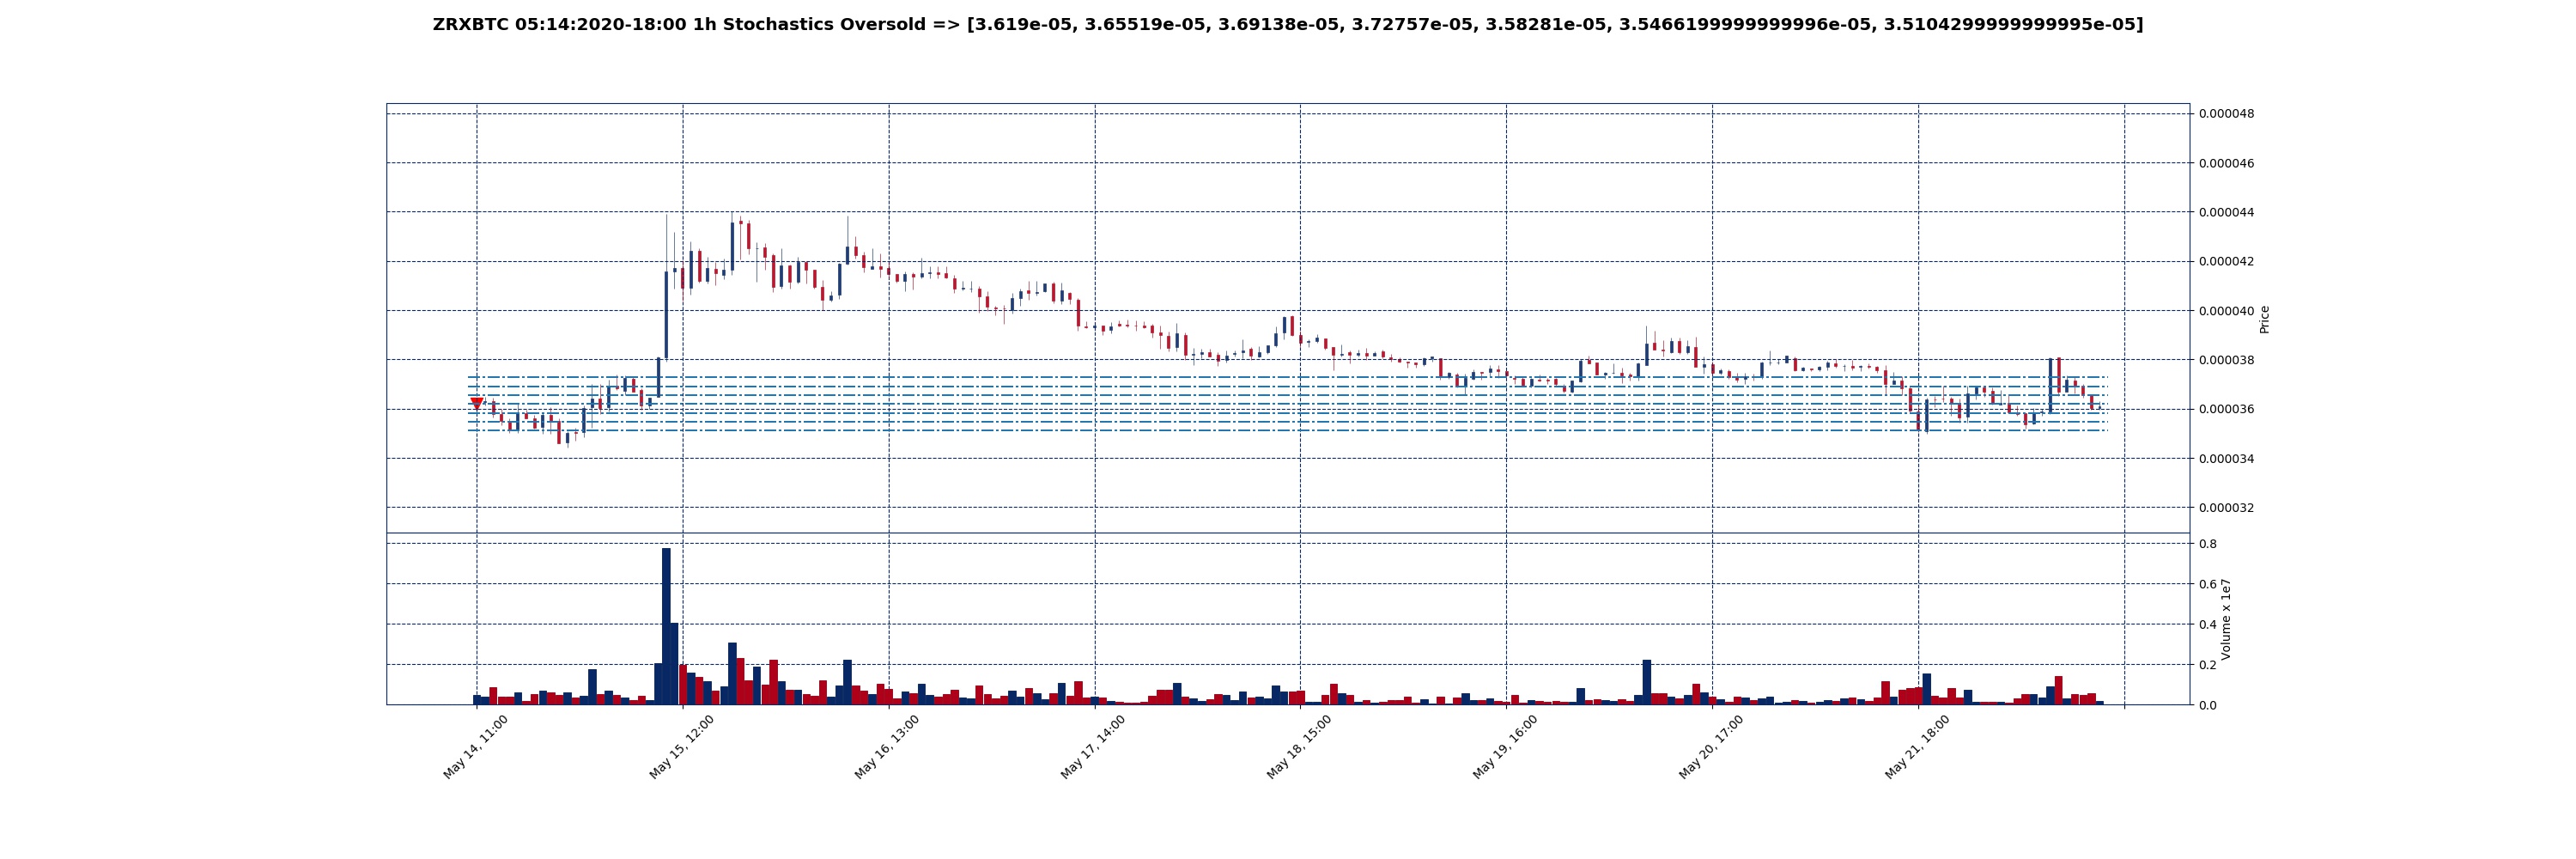 ZRXBTC 05:14:2020-18:00 1h Stochastics Oversold => [3.619e-05, 3.65519e-05, 3.69138e-05, 3.72757e-05, 3.58281e-05, 3.5466199999999996e-05, 3.5104299999999995e-05]
0.000048
0.000046
0.000044
0.000042
0.000040
0.000038
0.000036
0.000034
0.000032
Price
0.8
0.6
0.4
0.2
0.0
Volume x 1e7
May 14, 11:00
May 15, 12:00
May 16, 13:00
May 17, 14:00
May 18, 15:00
May 19, 16:00
May 20, 17:00
May 21, 18:00